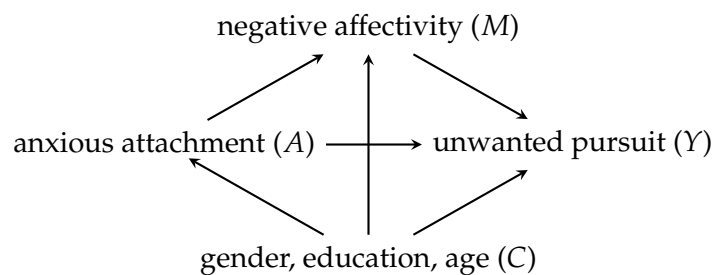 negative affectivity (M)
anxious attachment (A) unwanted pursuit (Y)
gender, education, age (C)